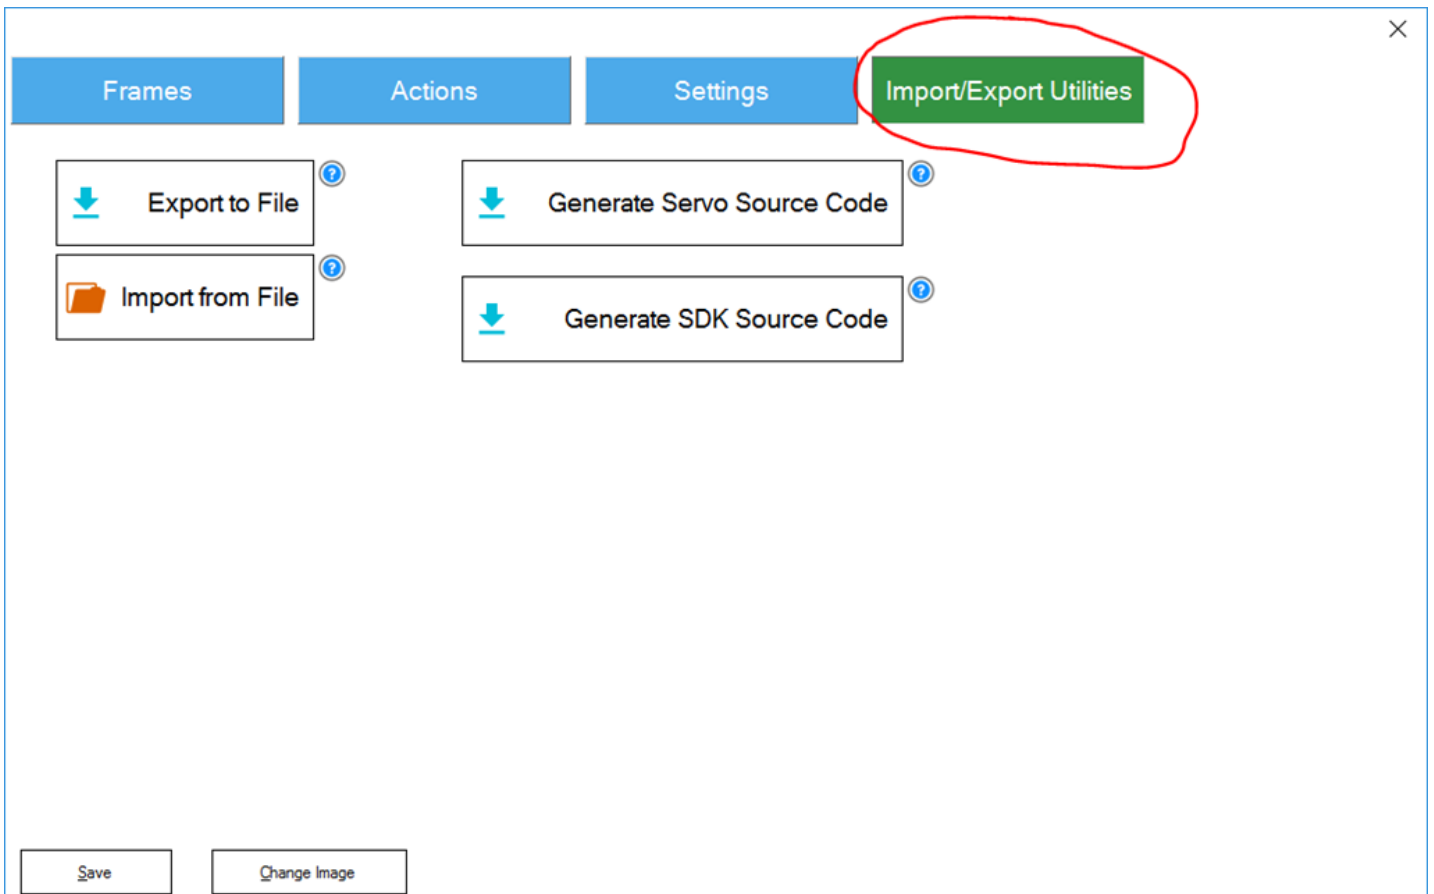 Frames
Actions
Settings
Import/Export Utilities
Export to File
Generate Servo Source Code
Import from File
Generate SDK Source Code
Save
Change Image